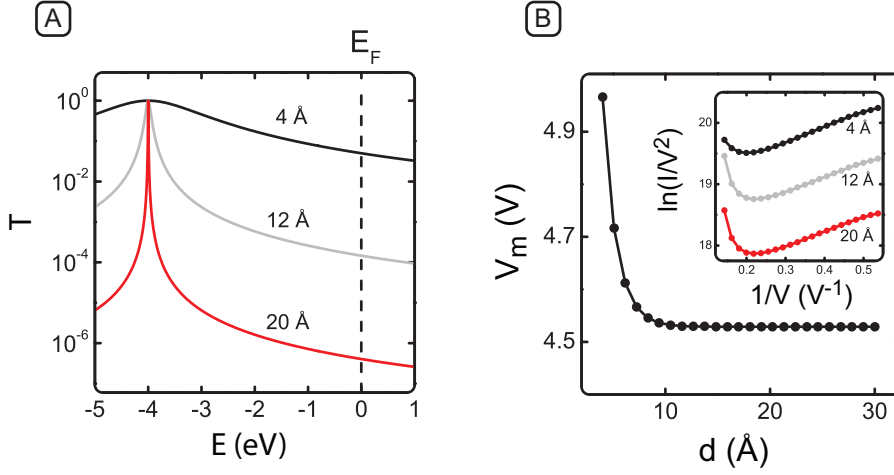 A
E_F
T
10^0
10^-2
10^-4
10^-6
4 Å
12 Å
20 Å
-5 -4 -3 -2 -1 0 1
E (eV)
B
V_m (V)
4.9
4.7
4.5
10 20 30
d (Å)
ln(I/V^2)
20
19
18
4 Å
12 Å
20 Å
0.2 0.3 0.4 0.5
1/V (V^-1)